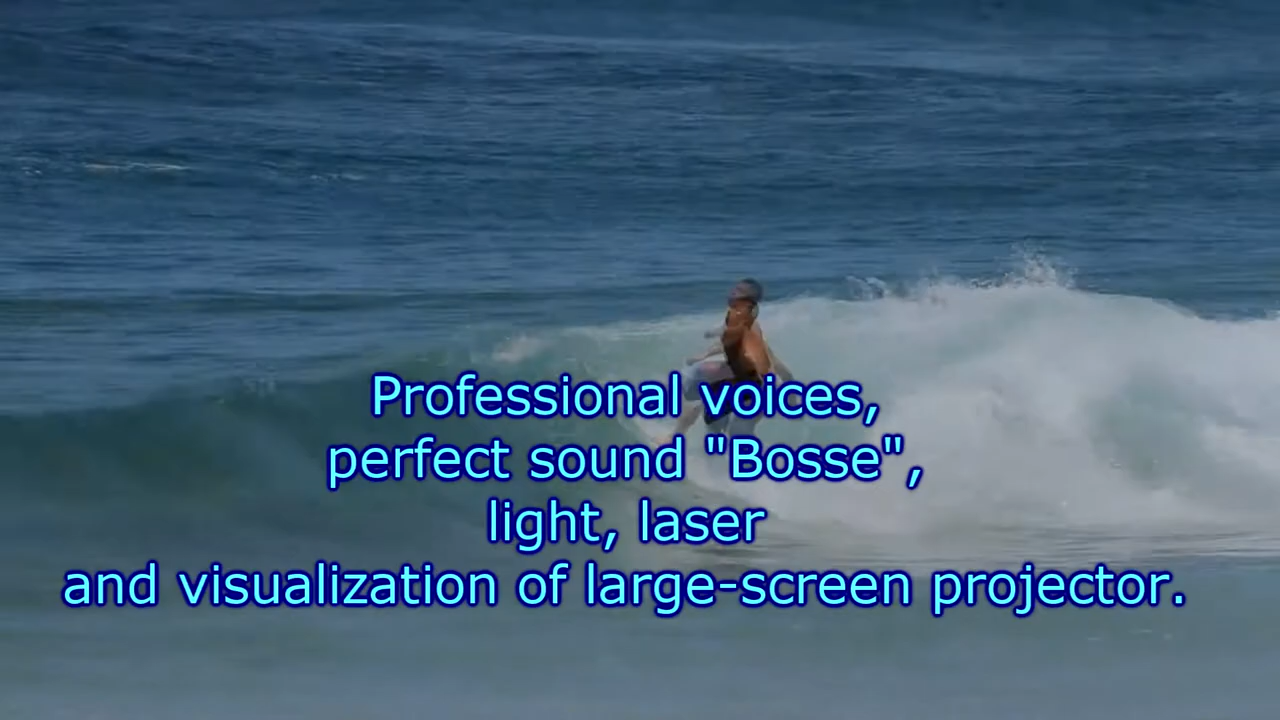 Professional voices,
perfect sound "Bosse",
light, laser
and visualization of large-screen projector.